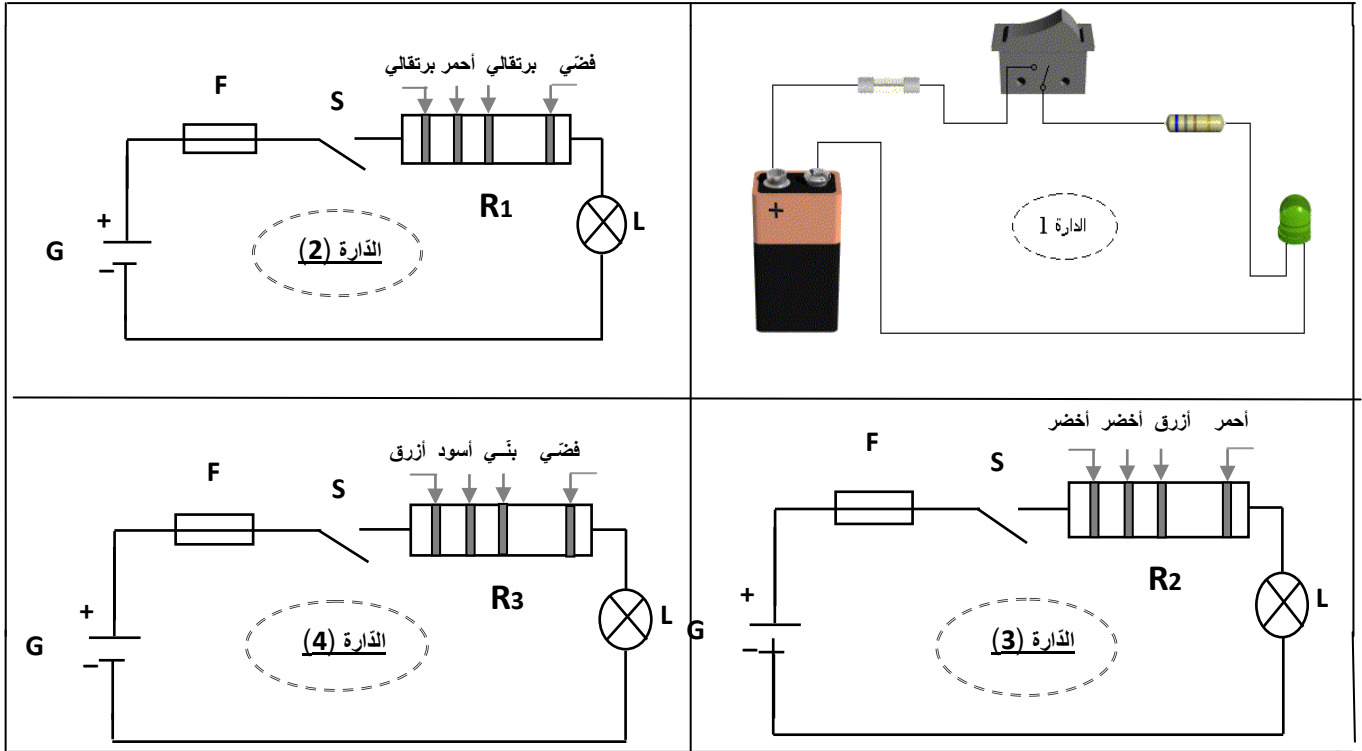 +
الدارة 1
فضّي برتقالي أحمر برتقالي
F
S
R1
L
+
G
−
الدّارة (2)
أحمر أزرق أخضر أخضر
F
S
R2
L
+
G
−
الدّارة (3)
فضّي بنّــي أسود أزرق
F
S
R3
L
+
G
−
الدّارة (4)